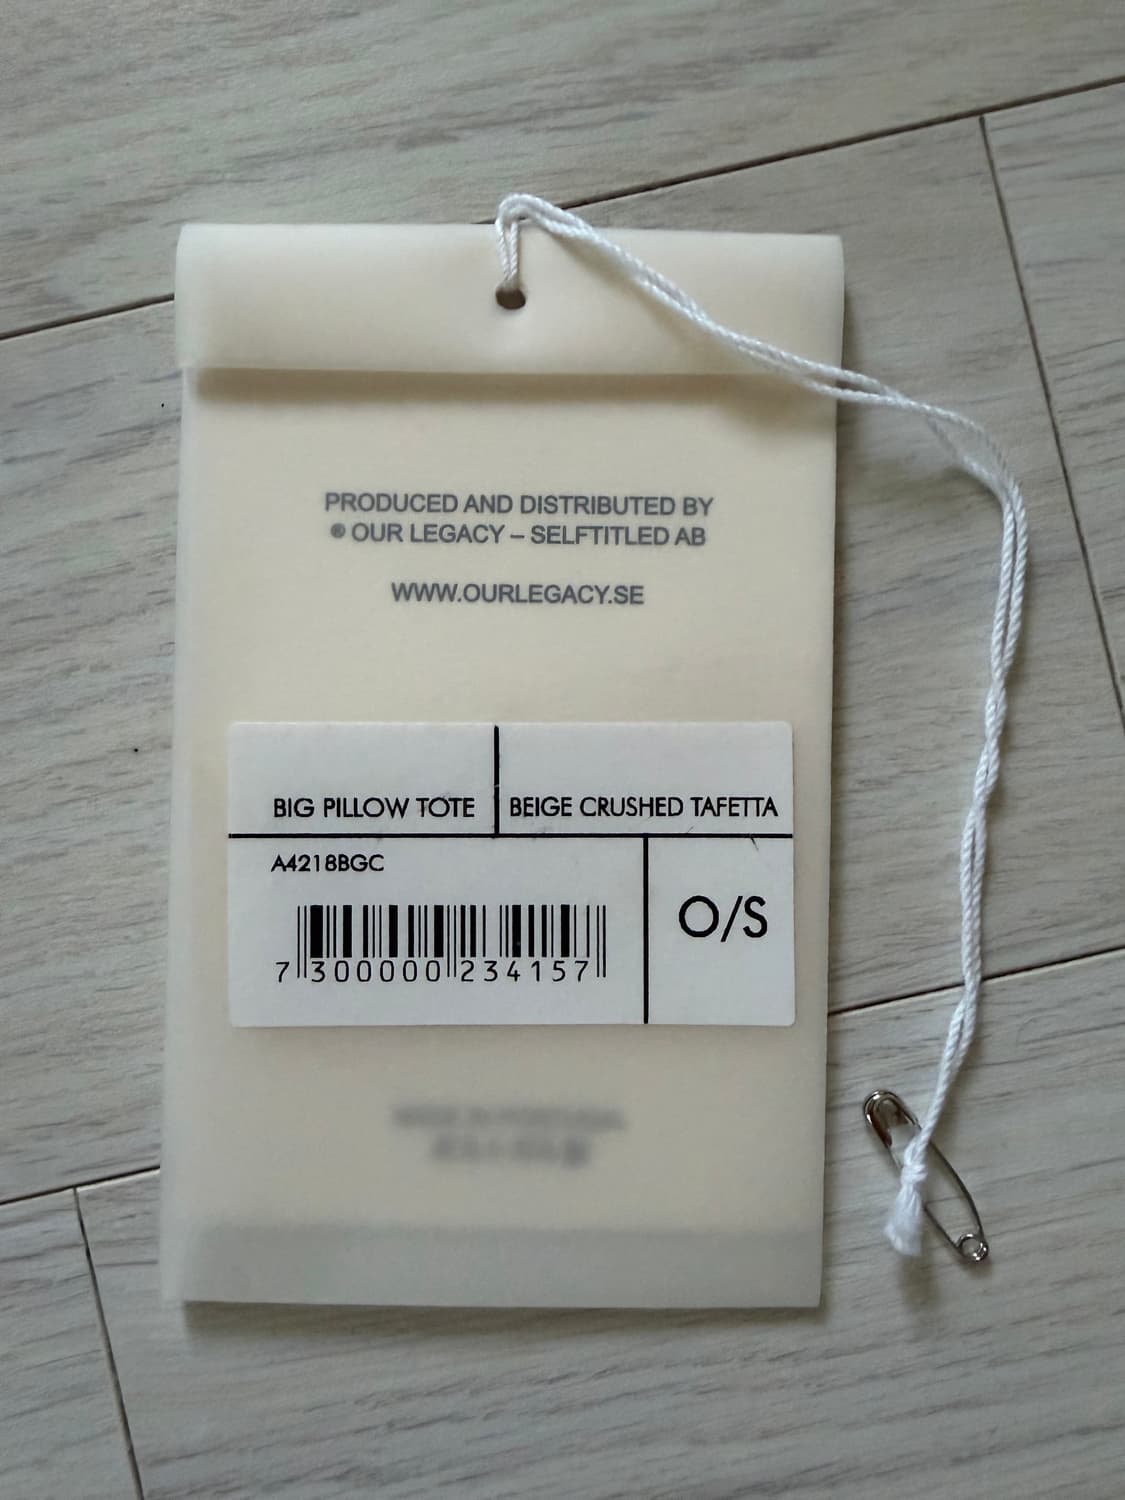 PRODUCED AND DISTRIBUTED BY
® OUR LEGACY – SELFTITLED AB
WWW.OURLEGACY.SE
BIG PILLOW TOTE
BEIGE CRUSHED TAFETTA
A4218BGC
O/S
7 300000 234157